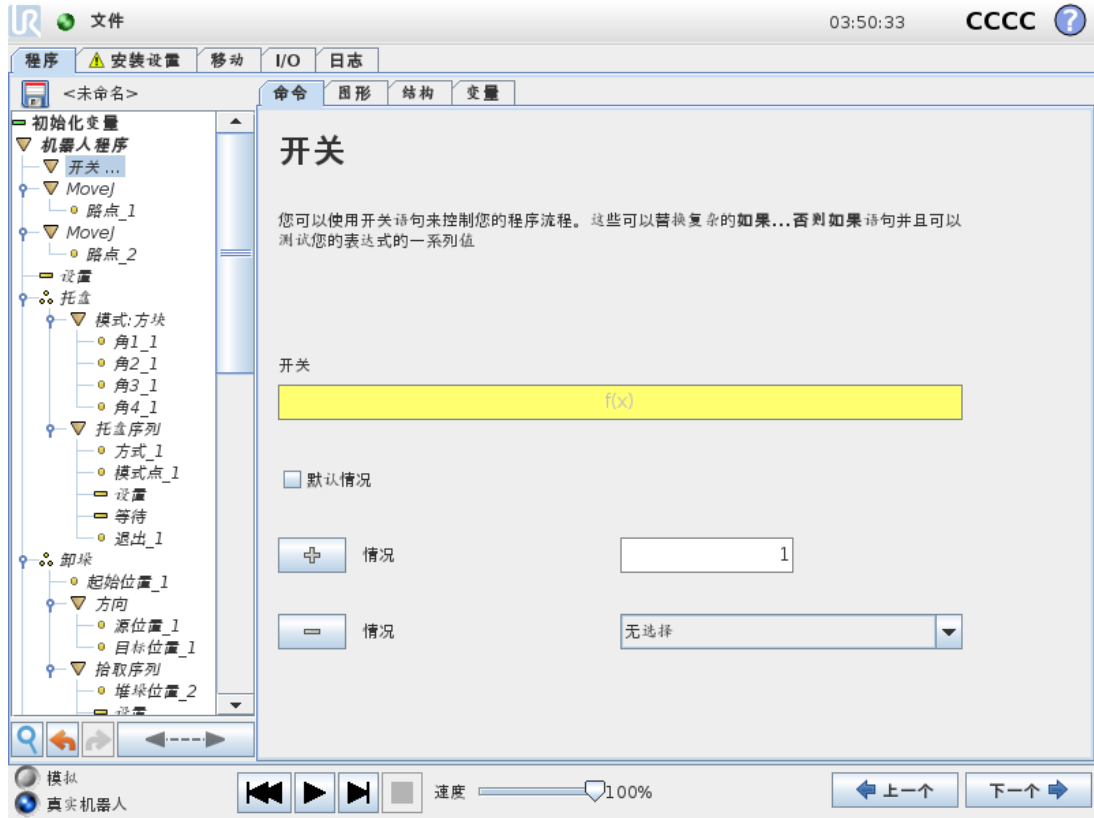 UR 文件 03:50:33 CCCC ?
程序 安装设置 移动 I/O 日志
<未命名> 命令 图形 结构 变量
初始化变量
机器人程序
开关 ...
MoveJ
路点_1
MoveJ
路点_2
设置
托盘
模式:方块
角1_1
角2_1
角3_1
角4_1
托盘序列
方式_1
模式点_1
设置
等待
退出_1
卸垛
起始位置_1
方向
源位置_1
目标位置_1
拾取序列
堆垛位置_2
设置
开关
您可以使用开关语句来控制您的程序流程。这些可以替换复杂的如果...否则如果语句并且可以
测试您的表达式的一系列值
开关
f(x)
默认情况
情况 1
情况 无选择
模拟
真实机器人
速度 100%
上一个 下一个